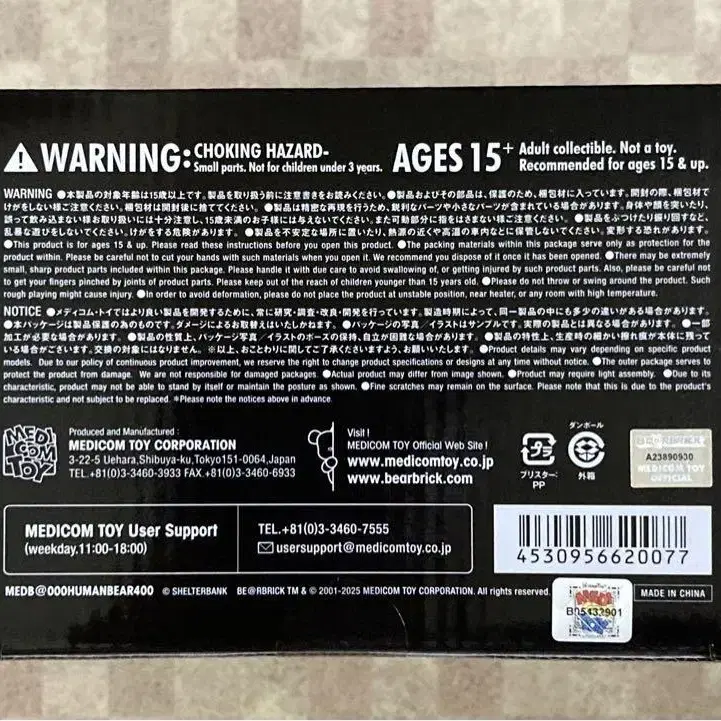 WARNING: CHOKING HAZARD-
Small parts. Not for children under 3 years.
AGES 15+ Adult collectible. Not a toy.
Recommended for ages 15 & up.
WARNING ●本製品の対象年齢は15歳以上です。製品を取り扱う前に注意書きをお読みください。●製品およびその部品は、保護のため、梱包材に入っています。開封の際、梱包材で
けがをしない様ご注意ください。梱包材は開封後に捨ててください。●製品は精密な再現を行うため、鋭利なパーツや小さなパーツが含まれている場合があります。身体や顔を突いたり、
誤って飲み込まない様お取り扱いには十分注意し、15歳未満のお子様には与えないでください。また可動部分に指をはさまない様ご注意ください。●製品をぶつけたり振り回すなど、
乱暴な遊びをしないでください。けがをする危険があります。●製品を不安定な場所に置いたり、熱源の近くや高温の車内などに保管しないでください。変形する恐れがあります。
●This product is for ages 15 & up. Please read these instructions before you open this product. ●The packing materials within this package serve only as protection for the
product within. Please be careful not to cut your hands with such materials when you open it. We recommend you dispose of it once it has been opened. ●There may be extremely
small, sharp product parts included within this package. Please handle it with due care to avoid swallowing of, or getting injured by such product parts. Also, please be careful not
to get your fingers pinched by joints of product parts. Please keep out of the reach of children younger than 15 years old. ●Please do not throw or swing around the product. Such
rough playing might cause injury. ●In order to avoid deformation, please do not place the product at unstable position, near heater, or any room with high temperature.
NOTICE ●メディコム・トイではより良い製品を開発するために、常に研究・調査・改良・開発を行っています。製造時期によって、同一製品の中にも多少の違いがある場合があります。
●本パッケージは製品保護の為のものです。ダメージによるお取替えはいたしかねます。●パッケージの写真/イラストはサンプルです。実際の製品とは異なる場合があります。●一部
加工が必要な場合があります。●製品の性質上、パッケージ写真/イラストのポーズの保持、自立が困難な場合があります。●製品の特性上、生産時の細かい擦れ痕が本体に残って
いる場合がございます。交換の対象にはなりません。※以上、おことわりに関してご了承くださいますよう、お願いいたします。●Product details may vary depending on specific product
models. Due to our policy of continuous product improvement, we reserve the right to change product specifications or designs at any time without notice. ●The outer package serves to
protect the product from damage. We are not responsible for damaged packages. ●Actual product may differ from image shown. ●Product may require light assembly. ●Due to its
characteristic, product may not be able to stand by itself or maintain the posture as shown. ●Fine scratches may remain on the surface. Please note that this is due to the product's
characteristic and not subject to be replaced. *Please note the notices above in advance.
MEDI
COM
TOY
Produced and Manufactured :
MEDICOM TOY CORPORATION
3-22-5 Uehara,Shibuya-ku,Tokyo151-0064,Japan
TEL.+81(0)3-3460-3933 FAX.+81(0)3-3460-6993
Visit !
MEDICOM TOY Official Web Site !
www.medicomtoy.co.jp
www.bearbrick.com
プラ
ブリスター:
PP
ダンボール
外箱
BE@RBRICK
A23890930
MEDICOM TOY
OFFICIAL
MEDICOM TOY User Support
(weekday.11:00-18:00)
TEL.+81(0)3-3460-7555
usersupport@medicomtoy.co.jp
4530956620077
MEDB@000HUMANBEAR400 © SHELTERBANK BE@RBRICK TM & © 2001-2025 MEDICOM TOY CORPORATION. All rights reserved.
B05432901
MADE IN CHINA